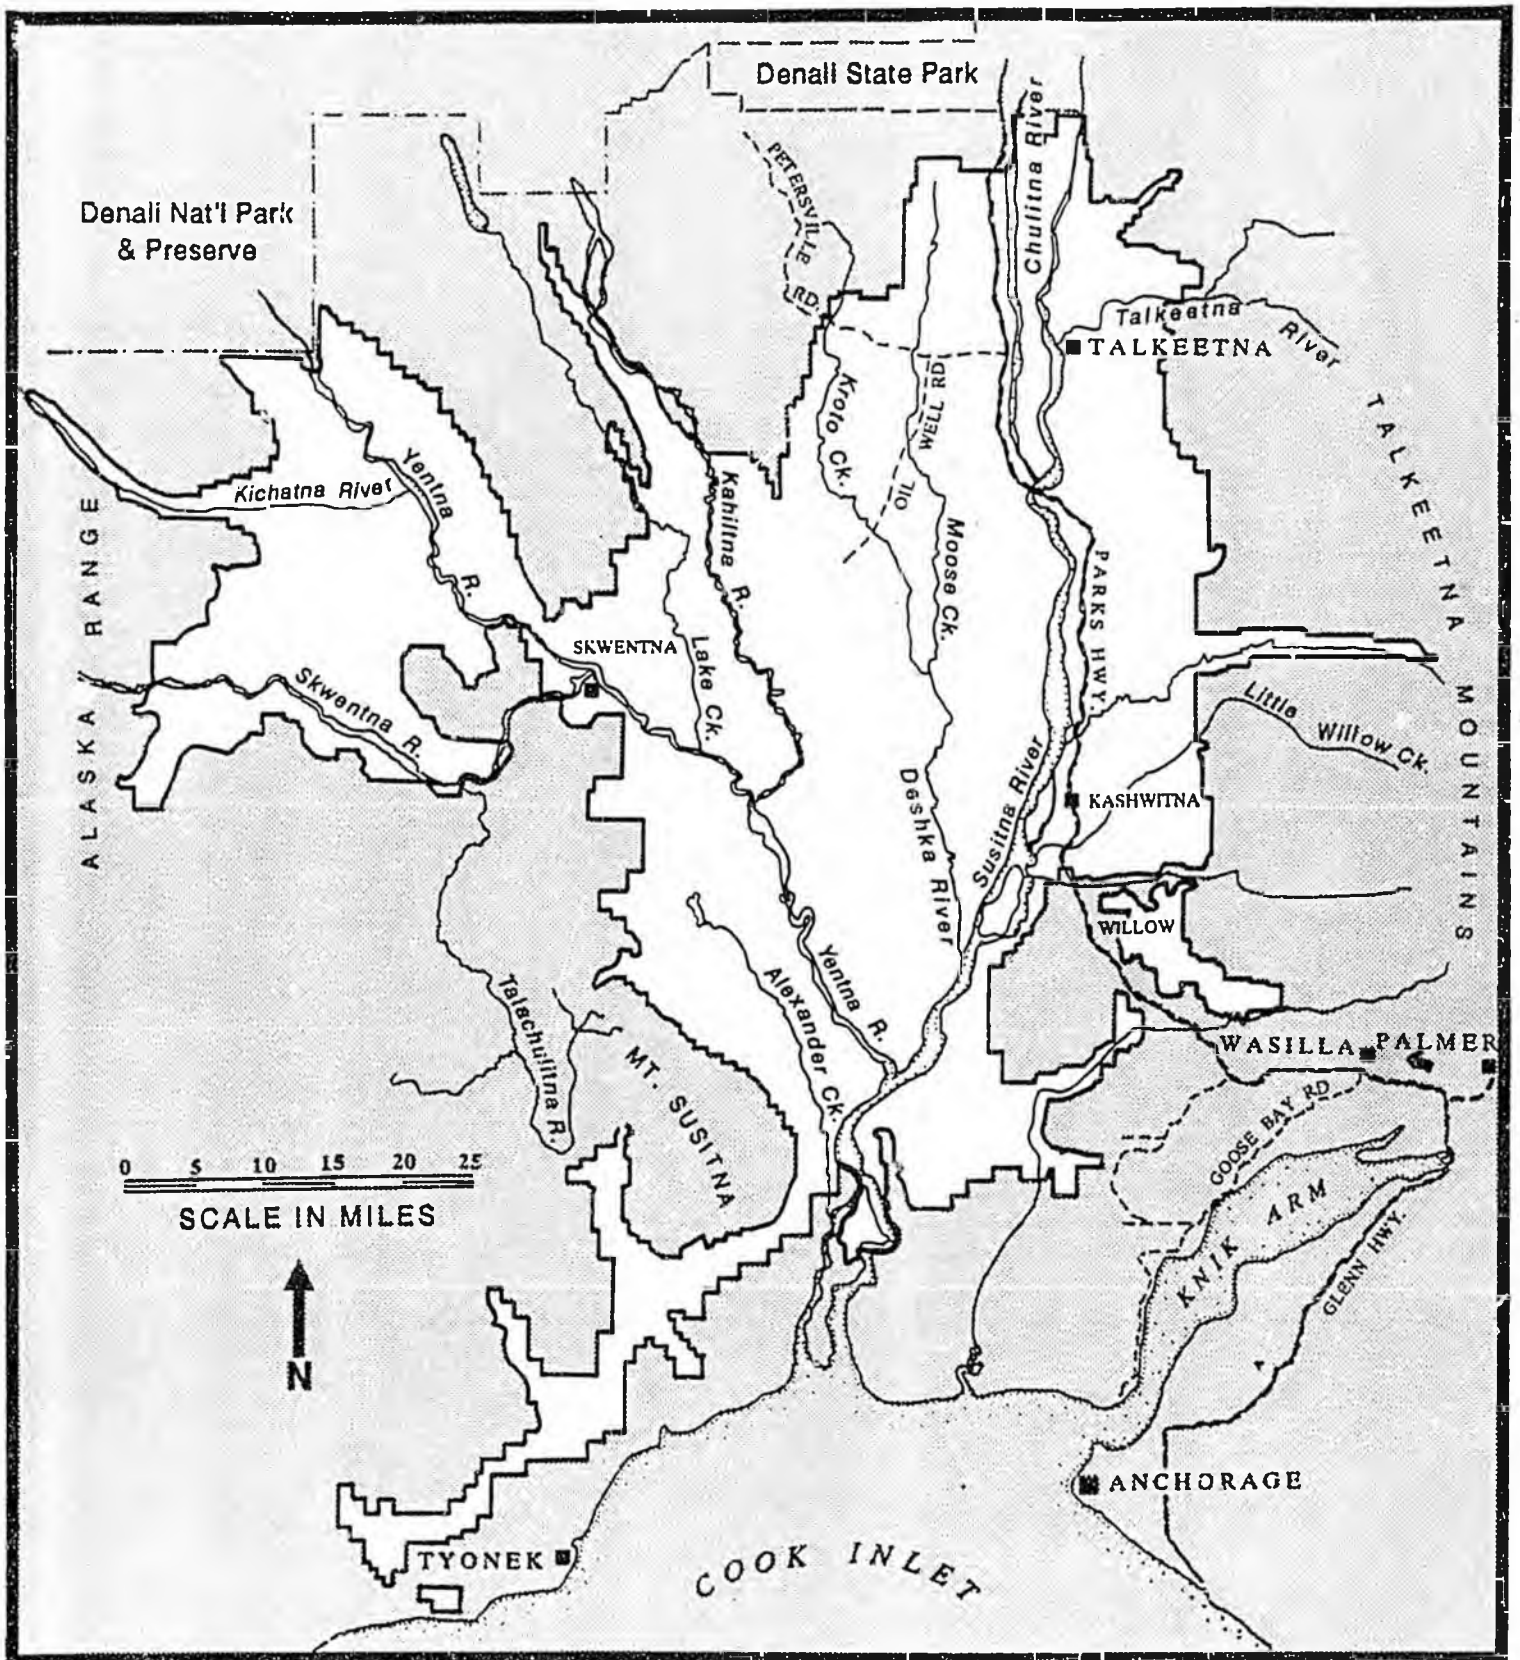 Denali State Park
Chulitna River
PETERSVILLE
RD.
Denali Nat'l Park
& Preserve
Talkeetna
River
TALKEETNA
WELL RD
OIL
Kroto Ck.
TALKEETNA MOUNTAINS
Yentna
R.
Kichatna River
Kahiltna R.
ALASKA RANGE
Moose Ck.
PARKS HWY.
SKWENTNA
Lake Ck.
Skwentna R.
Little
Willow Ck.
Deshka River
Susitna River
KASHWITNA
WILLOW
Yentna R.
Alexander Ck.
Talachulitna R.
MT. SUSITNA
WASILLA
PALMER
GOOSE BAY RD
0 5 10 15 20 25
SCALE IN MILES
KNIK ARM
GLENN HWY.
N
ANCHORAGE
TYONEK
COOK INLET